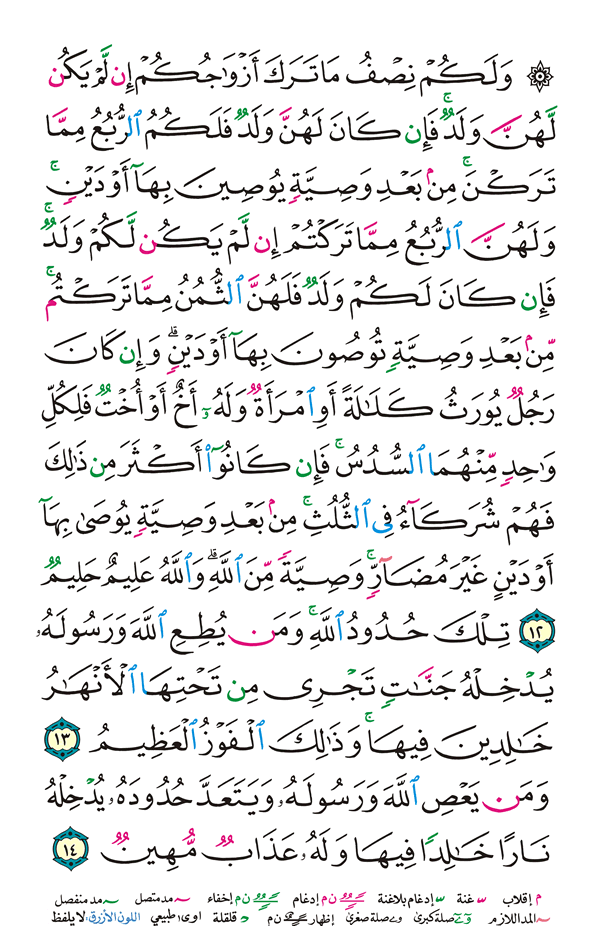 ۞ وَلَكُمْ نِصْفُ مَا تَرَكَ أَزْوَٰجُكُمْ إِن لَّمْ يَكُن
لَّهُنَّ وَلَدٌ ۚ فَإِن كَانَ لَهُنَّ وَلَدٌ فَلَكُمُ ٱلرُّبُعُ مِمَّا
تَرَكْنَ ۚ مِنۢ بَعْدِ وَصِيَّةٍ يُوصِينَ بِهَآ أَوْ دَيْنٍ ۚ
وَلَهُنَّ ٱلرُّبُعُ مِمَّا تَرَكْتُمْ إِن لَّمْ يَكُن لَّكُمْ وَلَدٌ ۚ
فَإِن كَانَ لَكُمْ وَلَدٌ فَلَهُنَّ ٱلثُّمُنُ مِمَّا تَرَكْتُم ۚ
مِّنۢ بَعْدِ وَصِيَّةٍ تُوصُونَ بِهَآ أَوْ دَيْنٍ ۗ وَإِن كَانَ
رَجُلٌ يُورَثُ كَلَـٰلَةً أَوِ ٱمْرَأَةٌ وَلَهُۥٓ أَخٌ أَوْ أُخْتٌ فَلِكُلِّ
وَٰحِدٍ مِّنْهُمَا ٱلسُّدُسُ ۚ فَإِن كَانُوٓا۟ أَكْثَرَ مِن ذَٰلِكَ
فَهُمْ شُرَكَآءُ فِى ٱلثُّلُثِ ۚ مِنۢ بَعْدِ وَصِيَّةٍ يُوصَىٰ بِهَآ
أَوْ دَيْنٍ غَيْرَ مُضَآرٍّ ۚ وَصِيَّةً مِّنَ ٱللَّهِ ۗ وَٱللَّهُ عَلِيمٌ حَلِيمٌ
١٢ تِلْكَ حُدُودُ ٱللَّهِ ۚ وَمَن يُطِعِ ٱللَّهَ وَرَسُولَهُۥ
يُدْخِلْهُ جَنَّـٰتٍ تَجْرِى مِن تَحْتِهَا ٱلْأَنْهَـٰرُ
خَـٰلِدِينَ فِيهَا ۚ وَذَٰلِكَ ٱلْفَوْزُ ٱلْعَظِيمُ ١٣
وَمَن يَعْصِ ٱللَّهَ وَرَسُولَهُۥ وَيَتَعَدَّ حُدُودَهُۥ يُدْخِلْهُ
نَارًا خَـٰلِدًا فِيهَا وَلَهُۥ عَذَابٌ مُّهِينٌ ١٤
م إقلاب غنة إدغام بلاغنة ن م إدغام ن م إخفاء مد متصل مد منفصل
المد اللازم صلة كبرى صلة صغرى إظهار ن م قلقلة اوى طبيعي اللون الأزرق: لا يلفظ